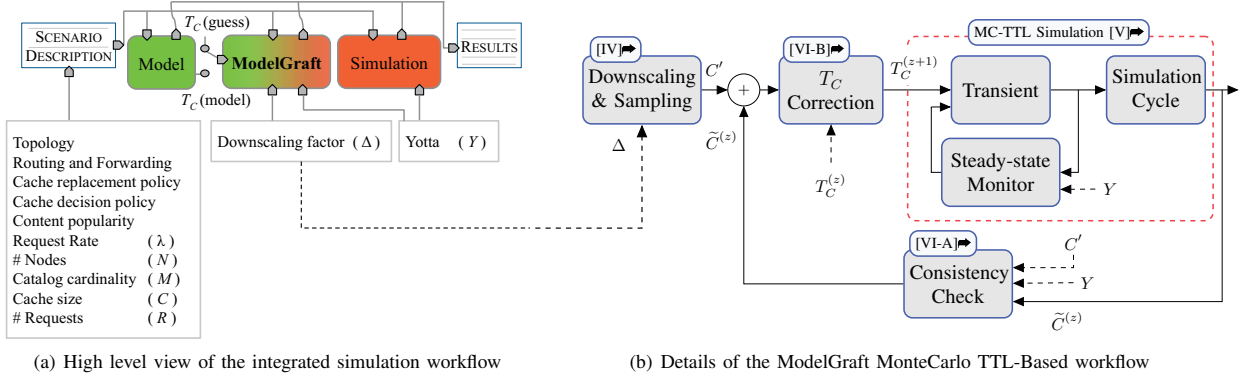 SCENARIO
DESCRIPTION
T_C(guess)
Model
ModelGraft
Simulation
RESULTS
T_C(model)
Topology
Routing and Forwarding
Cache replacement policy
Cache decision policy
Content popularity
Request Rate (λ)
# Nodes (N)
Catalog cardinality (M)
Cache size (C)
# Requests (R)
Downscaling factor (Δ)
Yotta (Y)
(a) High level view of the integrated simulation workflow
[IV]➡
Downscaling
& Sampling
Δ
C′
+
C̃^(z)
[VI-B]➡
T_C
Correction
T_C^(z)
T_C^(z+1)
MC-TTL Simulation [V]➡
Transient
Simulation
Cycle
Steady-state
Monitor
Y
[VI-A]➡
Consistency
Check
C′
Y
C̃^(z)
(b) Details of the ModelGraft MonteCarlo TTL-Based workflow